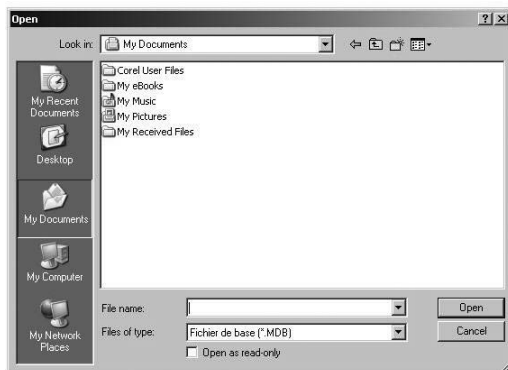 Open
Look in:
My Documents
My Recent
Documents
Desktop
My Documents
My Computer
My Network
Places
Corel User Files
My eBooks
My Music
My Pictures
My Received Files
File name:
Open
Files of type:
Fichier de base (*.MDB)
Cancel
Open as read-only